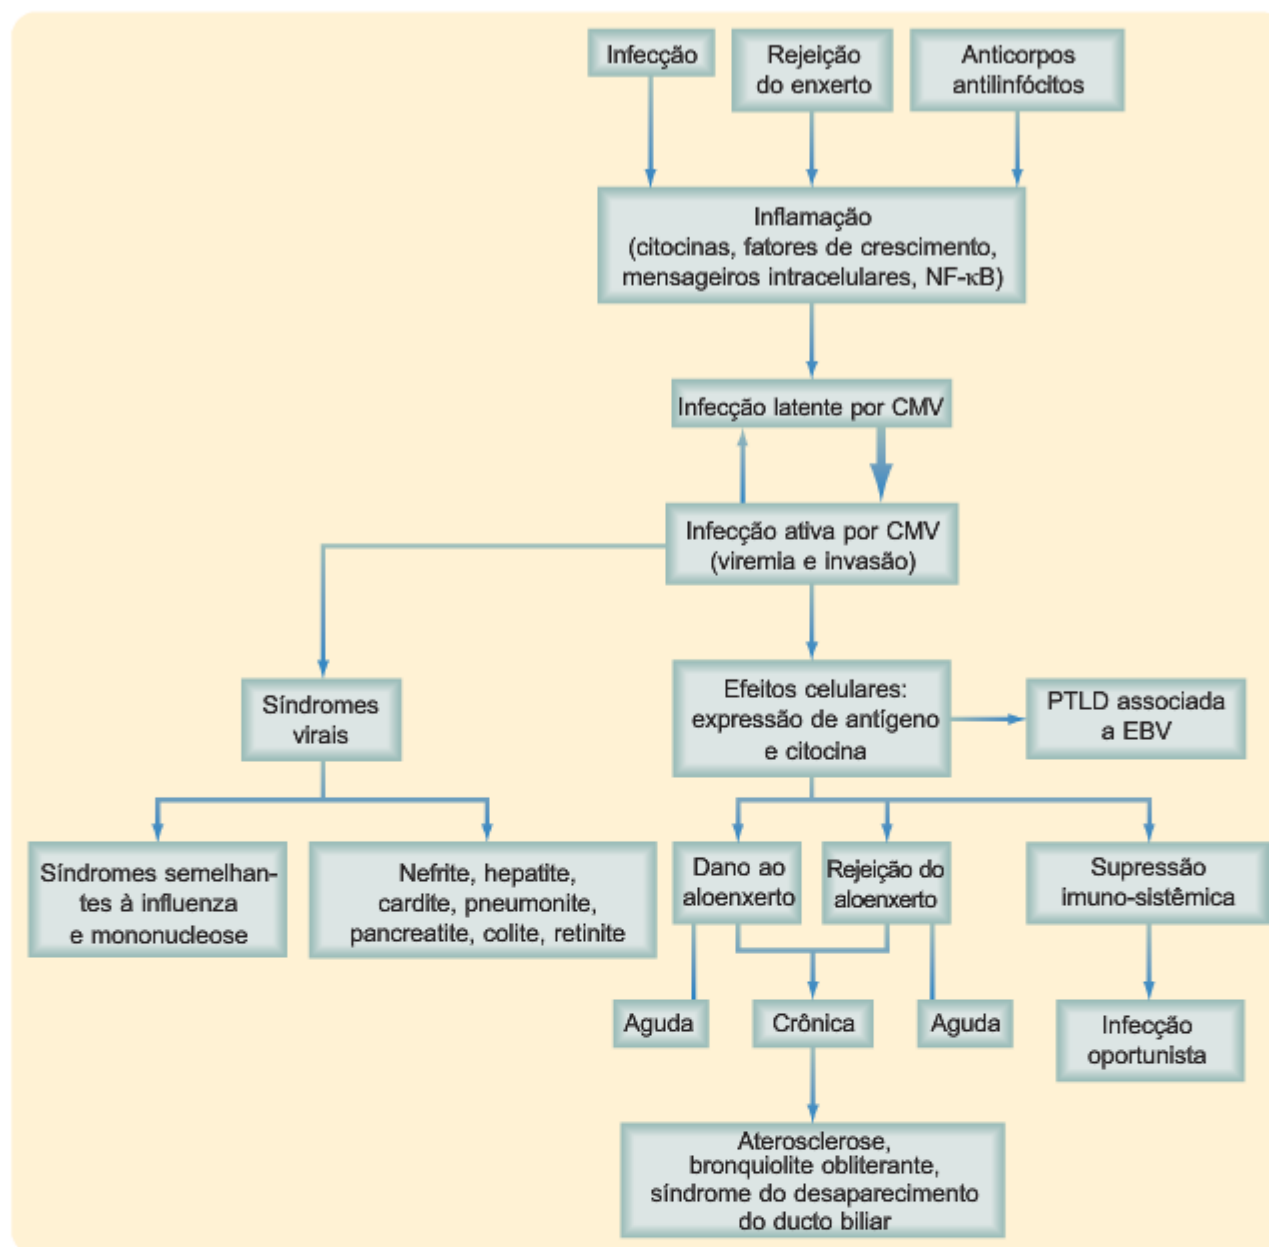 Infecção
Rejeição
do enxerto
Anticorpos
antilinfócitos
Inflamação
(citocinas, fatores de crescimento,
mensageiros intracelulares, NF-κB)
Infecção latente por CMV
Infecção ativa por CMV
(viremia e invasão)
Síndromes
virais
Efeitos celulares:
expressão de antígeno
e citocina
PTLD associada
a EBV
Síndromes semelhan-
tes à influenza
e mononucleose
Nefrite, hepatite,
cardite, pneumonite,
pancreatite, colite, retinite
Dano ao
aloenxerto
Rejeição do
aloenxerto
Supressão
imuno-sistêmica
Aguda
Crônica
Aguda
Infecção
oportunista
Aterosclerose,
bronquiolite obliterante,
síndrome do desaparecimento
do ducto biliar